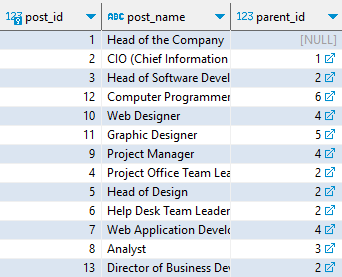 123 post_id ABC post_name 123 parent_id
1 Head of the Company [NULL]
2 CIO (Chief Information 1
3 Head of Software Devel 2
12 Computer Programmer 6
10 Web Designer 4
11 Graphic Designer 5
9 Project Manager 4
4 Project Office Team Lea 2
5 Head of Design 2
6 Help Desk Team Leader 2
7 Web Application Develo 4
8 Analyst 3
13 Director of Business Dev 2